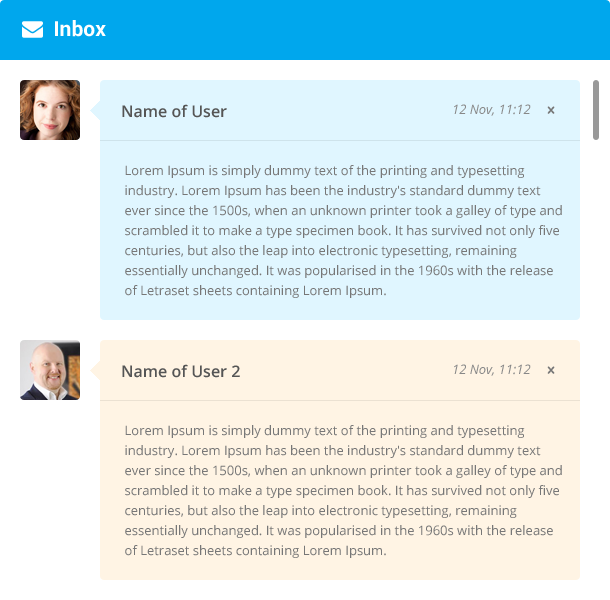 Inbox
Name of User
12 Nov, 11:12 ×
Lorem Ipsum is simply dummy text of the printing and typesetting
industry. Lorem Ipsum has been the industry's standard dummy text
ever since the 1500s, when an unknown printer took a galley of type and
scrambled it to make a type specimen book. It has survived not only five
centuries, but also the leap into electronic typesetting, remaining
essentially unchanged. It was popularised in the 1960s with the release
of Letraset sheets containing Lorem Ipsum.
Name of User 2
12 Nov, 11:12 ×
Lorem Ipsum is simply dummy text of the printing and typesetting
industry. Lorem Ipsum has been the industry's standard dummy text
ever since the 1500s, when an unknown printer took a galley of type and
scrambled it to make a type specimen book. It has survived not only five
centuries, but also the leap into electronic typesetting, remaining
essentially unchanged. It was popularised in the 1960s with the release
of Letraset sheets containing Lorem Ipsum.